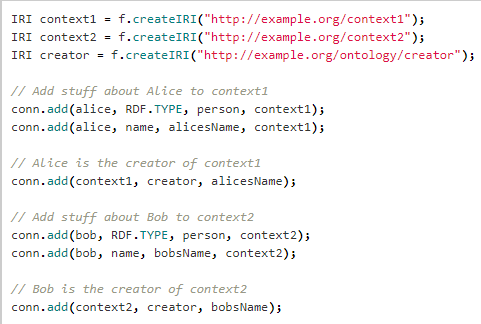 IRI context1 = f.createIRI("http://example.org/context1");
IRI context2 = f.createIRI("http://example.org/context2");
IRI creator = f.createIRI("http://example.org/ontology/creator");
// Add stuff about Alice to context1
conn.add(alice, RDF.TYPE, person, context1);
conn.add(alice, name, alicesName, context1);
// Alice is the creator of context1
conn.add(context1, creator, alicesName);
// Add stuff about Bob to context2
conn.add(bob, RDF.TYPE, person, context2);
conn.add(bob, name, bobsName, context2);
// Bob is the creator of context2
conn.add(context2, creator, bobsName);